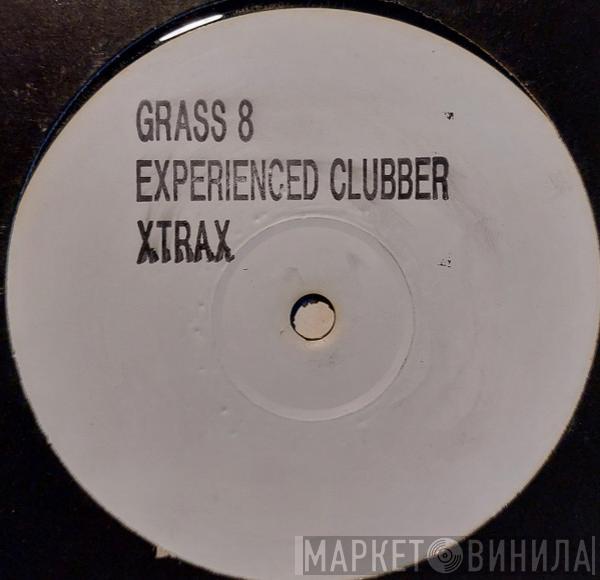 GRASS 8
EXPERIENCED CLUBBER
XTRAX
МАРКЕТ ВИНИЛА